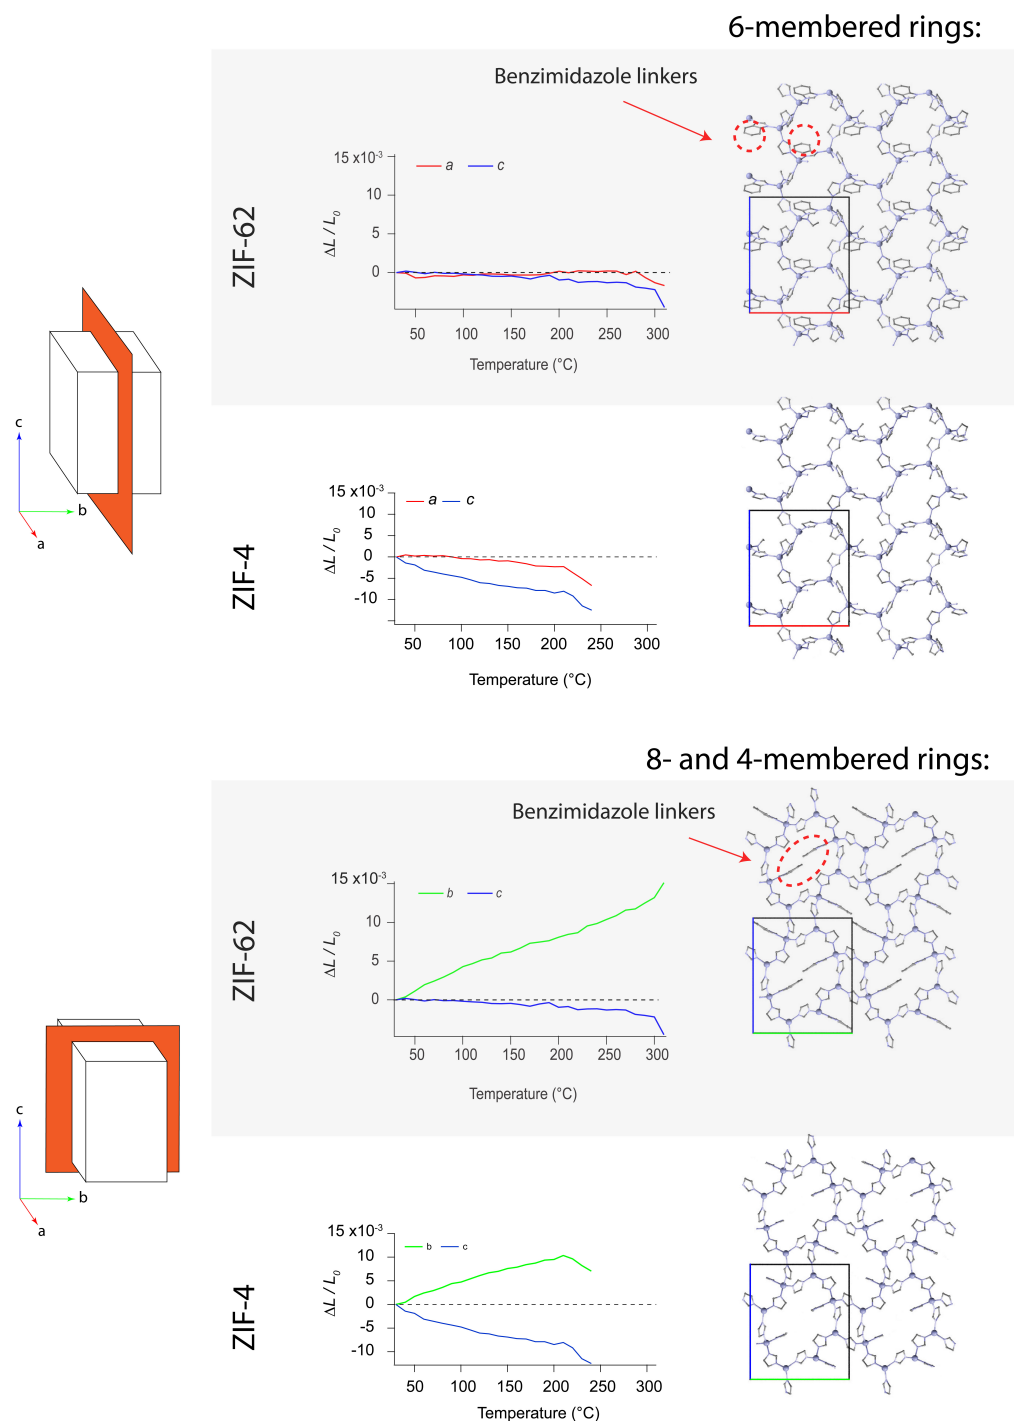 6-membered rings:
Benzimidazole linkers
ZIF-62
15 x10-3
10
5
0
ΔL / L0
a c
50 100 150 200 250 300
Temperature (°C)
c
b
a
ZIF-4
15 x10-3
10
5
0
-5
-10
ΔL / L0
a c
50 100 150 200 250 300
Temperature (°C)
8- and 4-membered rings:
Benzimidazole linkers
ZIF-62
15 x10-3
10
5
0
ΔL / L0
b c
50 100 150 200 250 300
Temperature (°C)
c
b
a
ZIF-4
15 x10-3
10
5
0
-5
-10
ΔL / L0
b c
50 100 150 200 250 300
Temperature (°C)